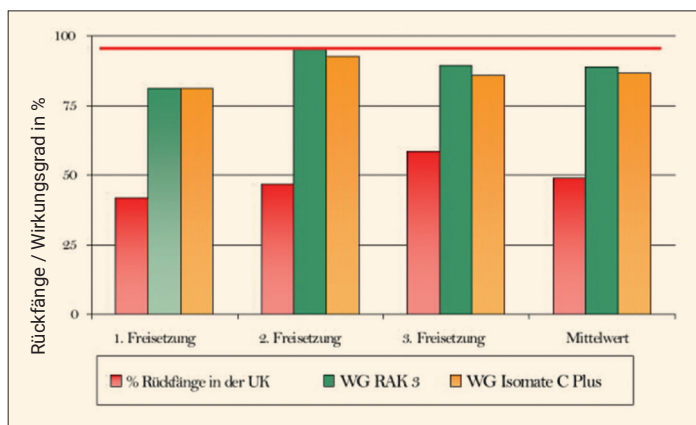 Rückfänge / Wirkungsgrad in %
100
75
50
25
0
1. Freisetzung 2. Freisetzung 3. Freisetzung Mittelwert
% Rückfänge in der UK WG RAK 3 WG Isomate C Plus